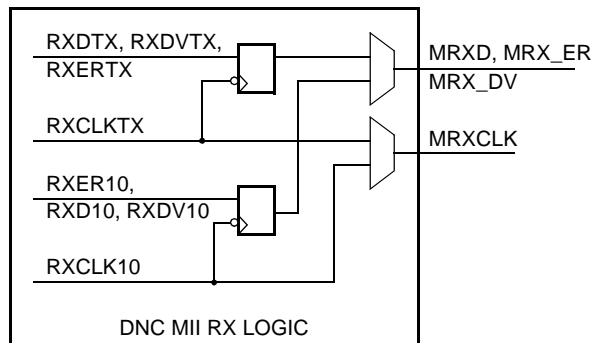 RXDTX, RXDVTX,
RXERTX
MRXD, MRX_ER
MRX_DV
RXCLKTX
MRXCLK
RXER10,
RXD10, RXDV10
RXCLK10
DNC MII RX LOGIC